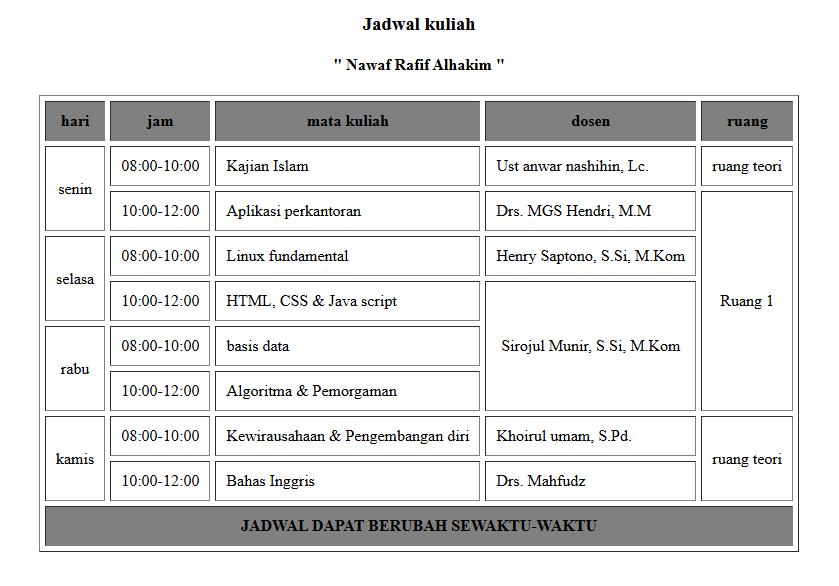 Jadwal kuliah
" Nawaf Rafif Alhakim "
hari jam mata kuliah dosen ruang
senin 08:00-10:00 Kajian Islam Ust anwar nashihin, Lc. ruang teori
10:00-12:00 Aplikasi perkantoran Drs. MGS Hendri, M.M Ruang 1
selasa 08:00-10:00 Linux fundamental Henry Saptono, S.Si, M.Kom
10:00-12:00 HTML, CSS & Java script Sirojul Munir, S.Si, M.Kom
rabu 08:00-10:00 basis data
10:00-12:00 Algoritma & Pemorgaman
kamis 08:00-10:00 Kewirausahaan & Pengembangan diri Khoirul umam, S.Pd. ruang teori
10:00-12:00 Bahas Inggris Drs. Mahfudz
JADWAL DAPAT BERUBAH SEWAKTU-WAKTU